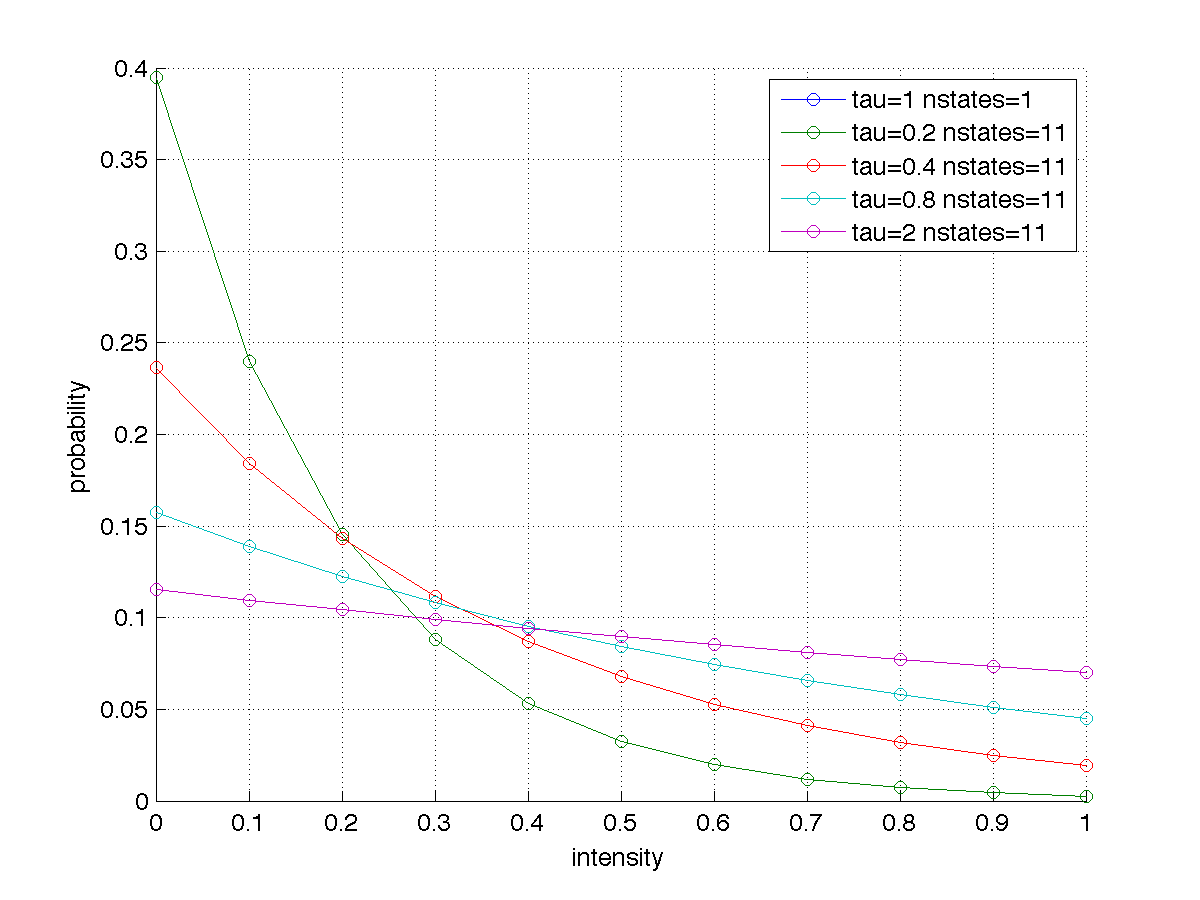 0.4
0.35
0.3
0.25
0.2
0.15
0.1
0.05
0
probability
tau=1 nstates=1
tau=0.2 nstates=11
tau=0.4 nstates=11
tau=0.8 nstates=11
tau=2 nstates=11
0 0.1 0.2 0.3 0.4 0.5 0.6 0.7 0.8 0.9 1
intensity